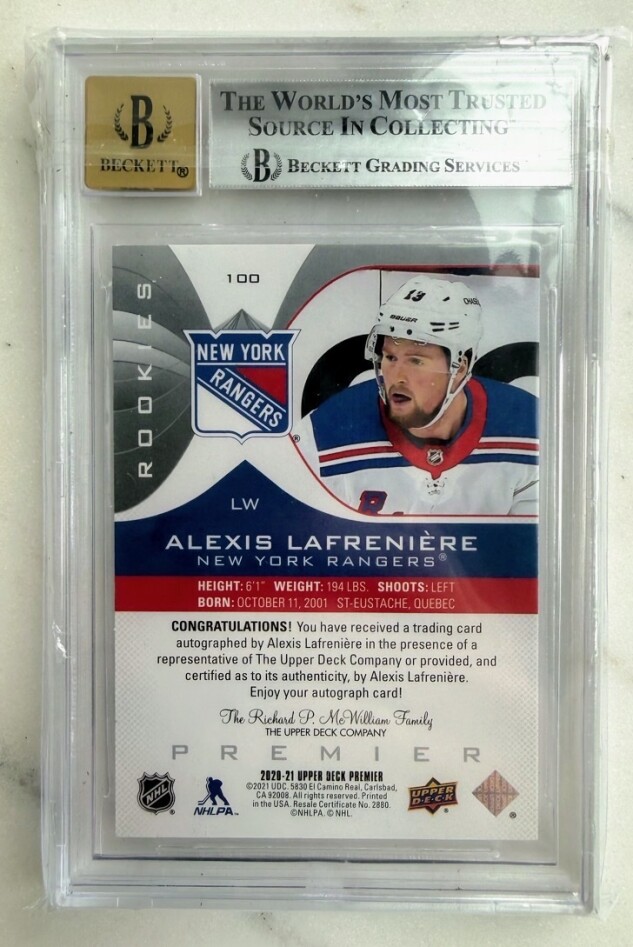 B
BECKETT®
THE WORLD'S MOST TRUSTED
SOURCE IN COLLECTING
B BECKETT GRADING SERVICES
100
ROOKIES
NEW YORK
RANGERS
®
13
CHASE
BAUER
LW
ALEXIS LAFRENIÈRE
NEW YORK RANGERS®
HEIGHT: 6'1" WEIGHT: 194 LBS. SHOOTS: LEFT
BORN: OCTOBER 11, 2001 ST-EUSTACHE, QUEBEC
CONGRATULATIONS! You have received a trading card
autographed by Alexis Lafrenière in the presence of a
representative of The Upper Deck Company or provided, and
certified as to its authenticity, by Alexis Lafrenière.
Enjoy your autograph card!
The Richard P. McWilliam Family
THE UPPER DECK COMPANY
PREMIER
2020-21 UPPER DECK PREMIER
©2021 UDC. 5830 El Camino Real, Carlsbad,
CA 92008. All rights reserved. Printed
in the USA. Resale Certificate No. 2880.
©NHLPA. © NHL.
NHL
®
NHLPA™
UPPER
DECK
®